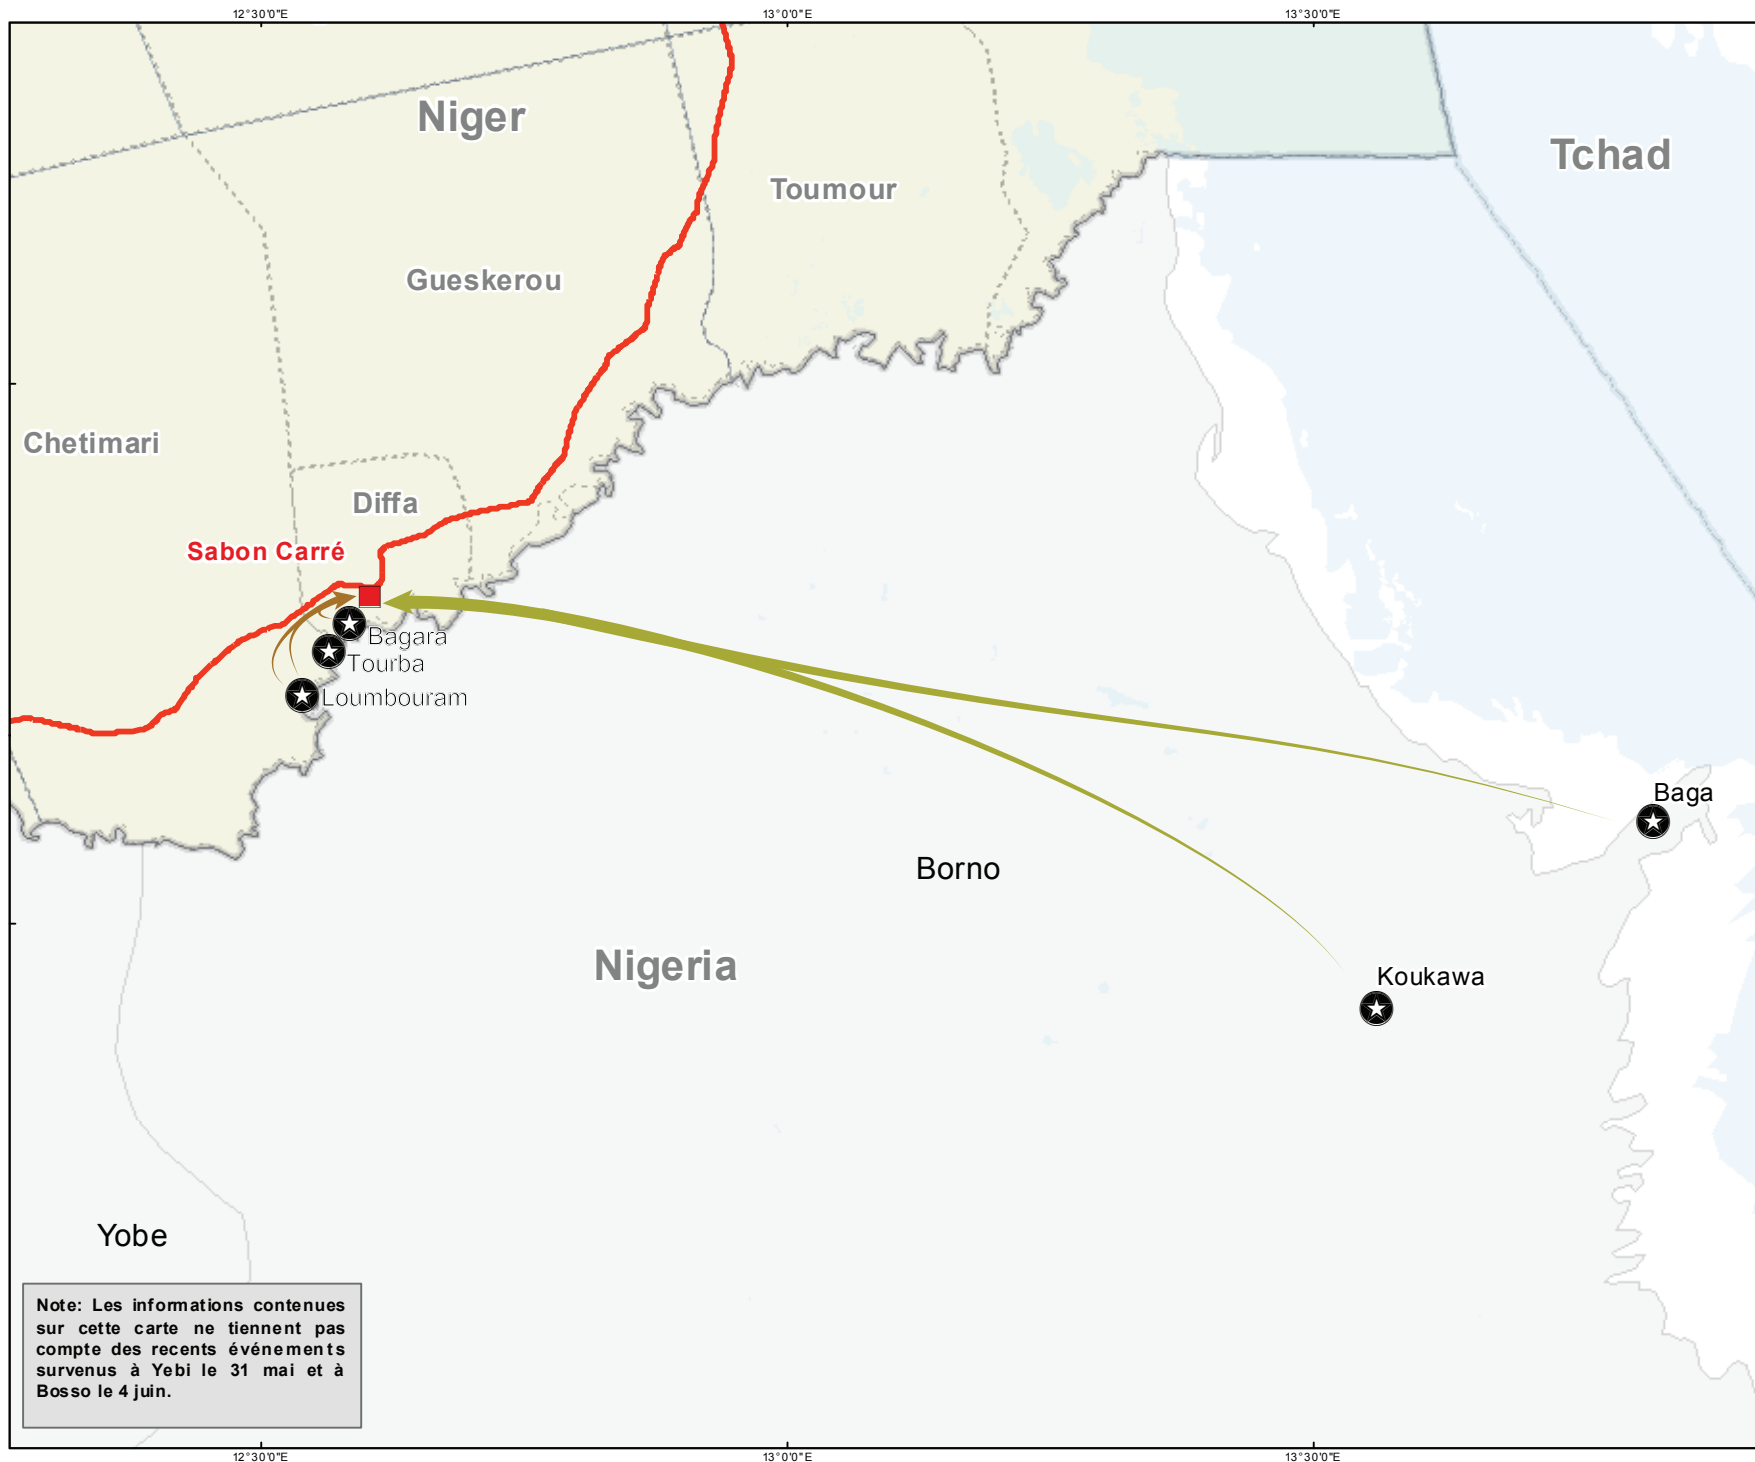 12°30'0"E
13°0'0"E
13°30'0"E
Niger
Tchad
Toumour
Gueskerou
Chetimari
Diffa
Sabon Carré
Bagara
Tourba
Loumbouram
Baga
Borno
Nigeria
Koukawa
Yobe
Note: Les informations contenues
sur cette carte ne tiennent pas
compte des recents événements
survenus à Yebi le 31 mai et à
Bosso le 4 juin.
12°30'0"E
13°0'0"E
13°30'0"E